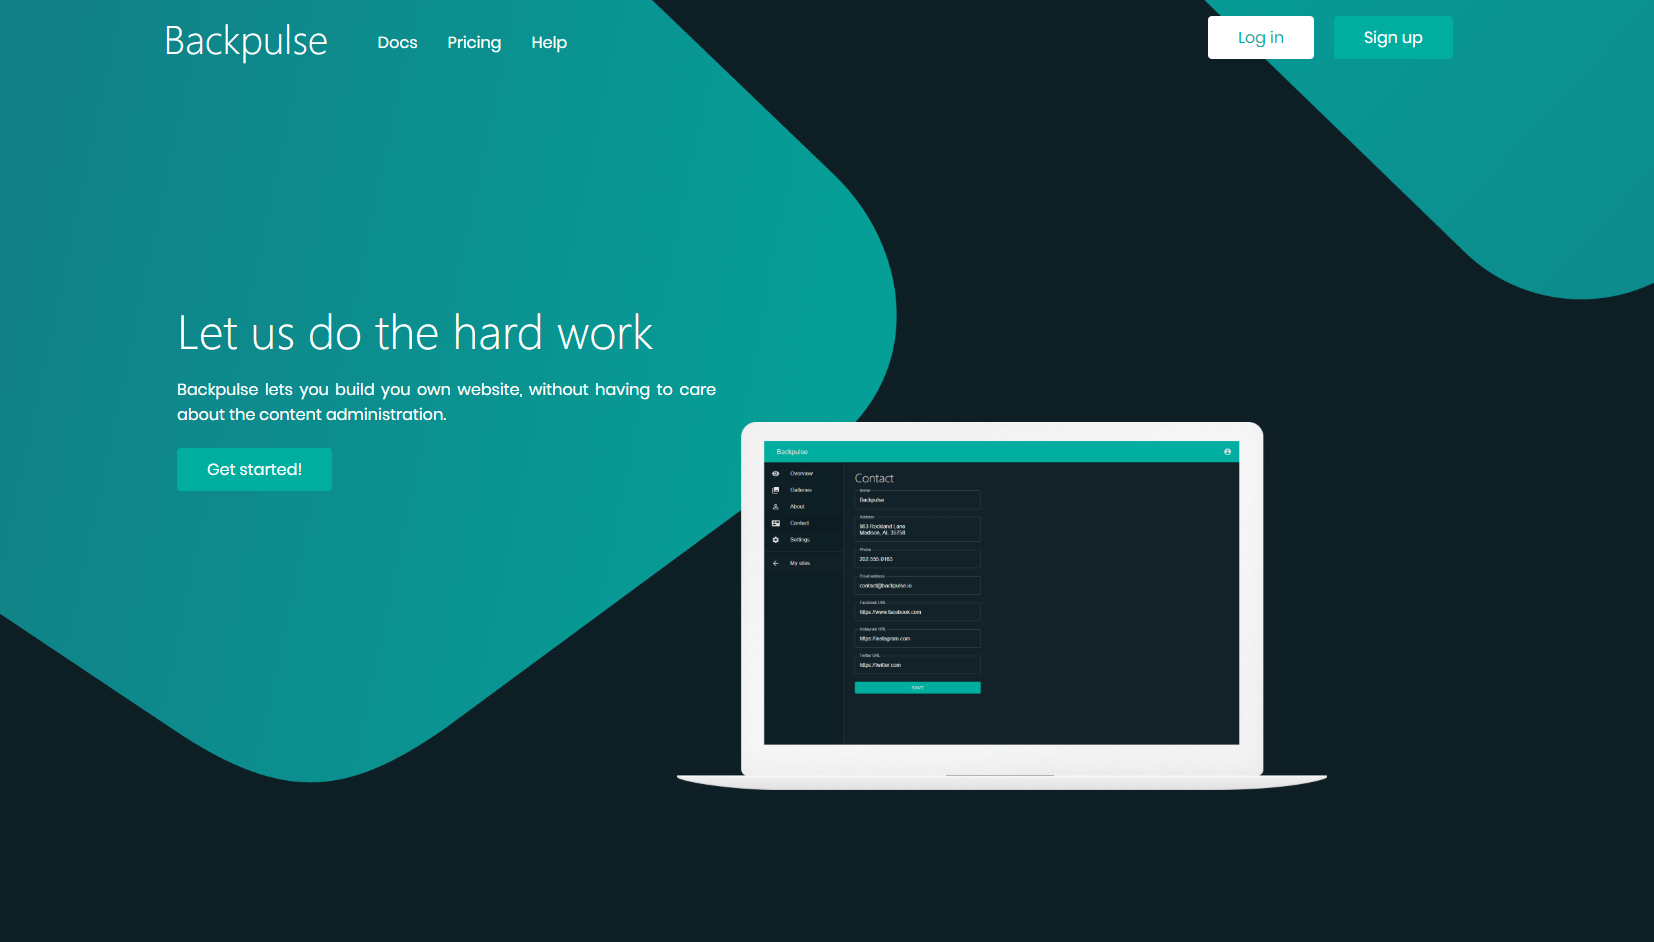 Backpulse
Docs Pricing Help
Log in
Sign up
Let us do the hard work
Backpulse lets you build you own website, without having to care
about the content administration.
Get started!
Backpulse
Overview
Galleries
About
Contact
Settings
My sites
Contact
Name
Backpulse
Address
963 Rockland Lane
Madison, AL 35758
Phone
202-555-0163
Email address
contact@backpulse.io
Facebook URL
https://www.facebook.com
Instagram URL
https://instagram.com
Twitter URL
https://twitter.com
SAVE